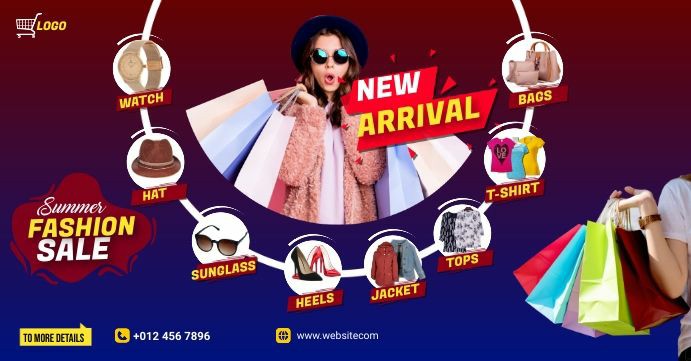 LOGO
NEW
ARRIVAL
WATCH
HAT
SUNGLASS
HEELS
JACKET
TOPS
T-SHIRT
BAGS
LOVE
Summer
FASHION
SALE
TO MORE DETAILS
+012 456 7896
www.websitecom